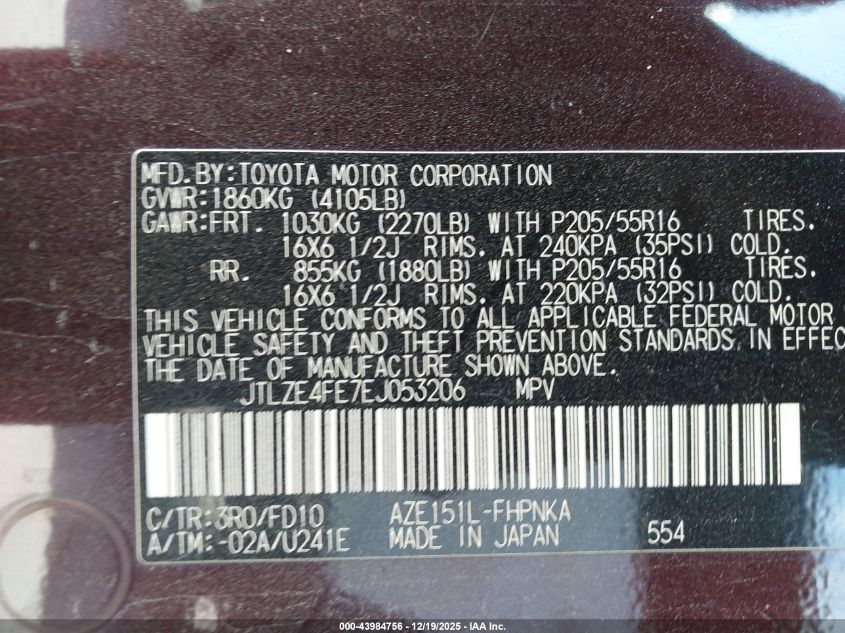 MFD.BY:TOYOTA MOTOR CORPORATION
GVWR:1860KG (4105LB)
GAWR:FRT. 1030KG (2270LB) WITH P205/55R16 TIRES.
16X6 1/2J RIMS. AT 240KPA (35PSI) COLD.
RR. 855KG (1880LB) WITH P205/55R16 TIRES.
16X6 1/2J RIMS. AT 220KPA (32PSI) COLD.
THIS VEHICLE CONFORMS TO ALL APPLICABLE FEDERAL MOTOR
VEHICLE SAFETY AND THEFT PREVENTION STANDARDS IN EFFEC
THE DATE OF MANUFACTURE SHOWN ABOVE.
JTLZE4FE7EJ053206 MPV
C/TR:3R0/FD10 AZE151L-FHPNKA
A/TM:-02A/U241E MADE IN JAPAN 554
000-43984756 - 12/19/2025 - IAA Inc.